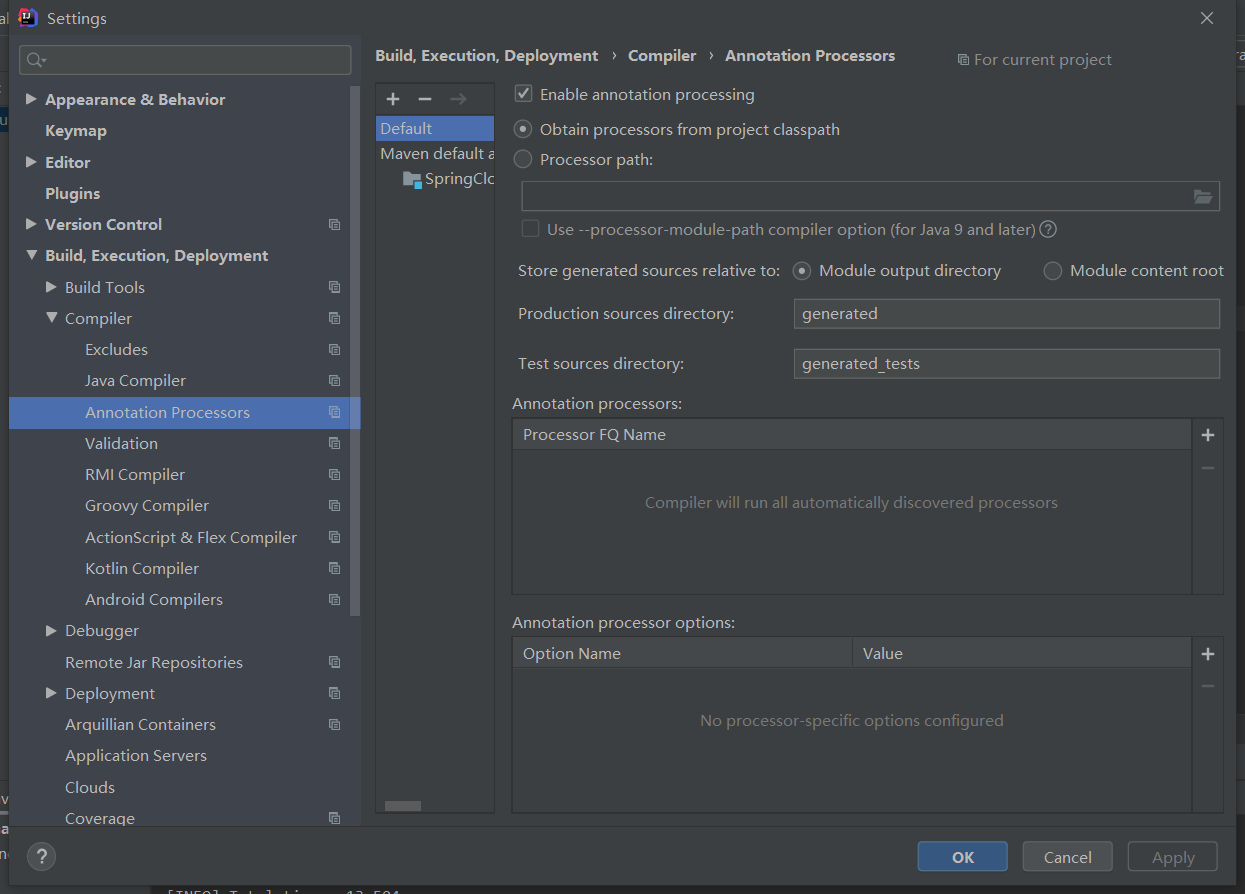 Settings
Build, Execution, Deployment › Compiler › Annotation Processors
For current project
Appearance & Behavior
Keymap
Editor
Plugins
Version Control
Build, Execution, Deployment
Build Tools
Compiler
Excludes
Java Compiler
Annotation Processors
Validation
RMI Compiler
Groovy Compiler
ActionScript & Flex Compiler
Kotlin Compiler
Android Compilers
Debugger
Remote Jar Repositories
Deployment
Arquillian Containers
Application Servers
Clouds
Coverage
Default
Maven default a
SpringClo
Enable annotation processing
Obtain processors from project classpath
Processor path:
Use --processor-module-path compiler option (for Java 9 and later)
Store generated sources relative to: Module output directory Module content root
Production sources directory: generated
Test sources directory: generated_tests
Annotation processors:
Processor FQ Name
Compiler will run all automatically discovered processors
Annotation processor options:
Option Name Value
No processor-specific options configured
?
OK Cancel Apply